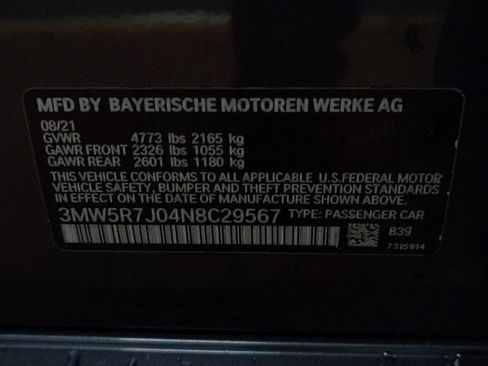 MFD BY BAYERISCHE MOTOREN WERKE AG
08/21
GVWR 4773 lbs 2165 kg
GAWR FRONT 2326 lbs 1055 kg
GAWR REAR 2601 lbs 1180 kg
THIS VEHICLE CONFORMS TO ALL APPLICABLE U.S. FEDERAL MOTOR
VEHICLE SAFETY, BUMPER AND THEFT PREVENTION STANDARDS
IN EFFECT ON THE DATE OF MANUFACTURE SHOWN ABOVE.
3MW5R7J04N8C29567 TYPE: PASSENGER CAR
B39
7315814